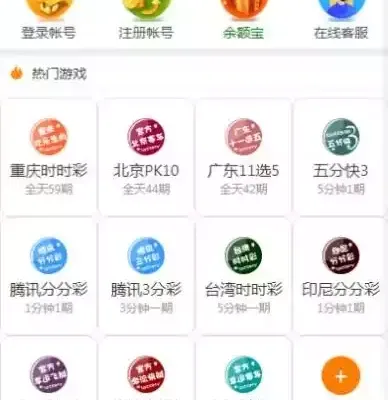 登录帐号
注册帐号
余额宝
在线客服
热门游戏
重庆时时彩
北京PK10
广东11选5
五分快3
全天59期
全天44期
全天42期
5分钟1期
腾讯分分彩
腾讯3分彩
台湾时时彩
印尼分分彩
1分钟1期
3分钟一期
5分钟一期
1分钟1期